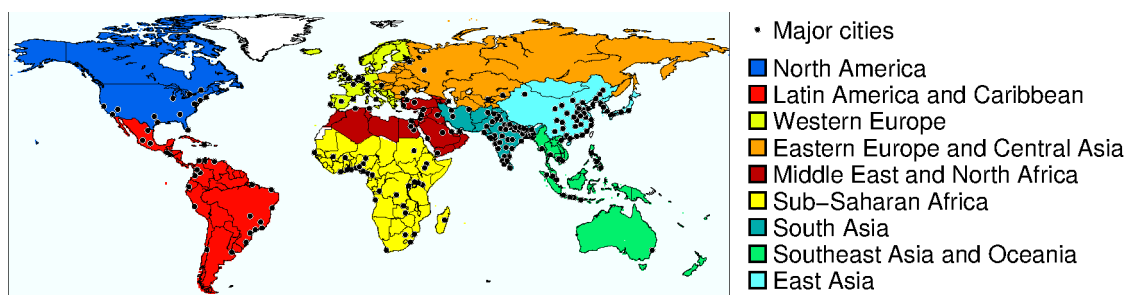 Major cities
North America
Latin America and Caribbean
Western Europe
Eastern Europe and Central Asia
Middle East and North Africa
Sub−Saharan Africa
South Asia
Southeast Asia and Oceania
East Asia